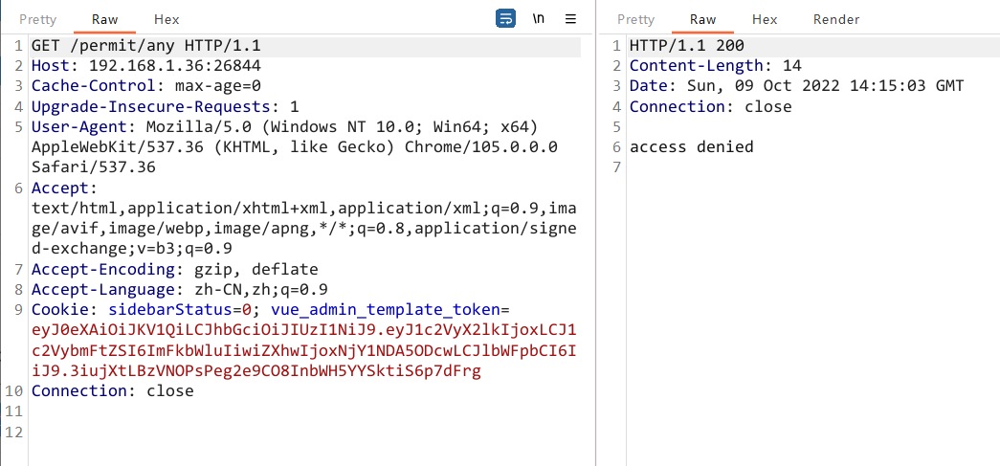 Pretty Raw Hex \n
1 GET /permit/any HTTP/1.1
2 Host: 192.168.1.36:26844
3 Cache-Control: max-age=0
4 Upgrade-Insecure-Requests: 1
5 User-Agent: Mozilla/5.0 (Windows NT 10.0; Win64; x64)
AppleWebKit/537.36 (KHTML, like Gecko) Chrome/105.0.0.0
Safari/537.36
6 Accept:
text/html,application/xhtml+xml,application/xml;q=0.9,ima
ge/avif,image/webp,image/apng,*/*;q=0.8,application/signe
d-exchange;v=b3;q=0.9
7 Accept-Encoding: gzip, deflate
8 Accept-Language: zh-CN,zh;q=0.9
9 Cookie: sidebarStatus=0; vue_admin_template_token=
eyJ0eXAiOiJKV1QiLCJhbGciOiJIUzI1NiJ9.eyJ1c2VyX2lkIjoxLCJ1
c2VybmFtZSI6ImFkbWluIiwiZXhwIjoxNjY1NDA5ODcwLCJlbWFpbCI6I
iJ9.3iujXtLBzVNOPsPeg2e9CO8InbWH5YYSktiS6p7dFrg
10 Connection: close
11
12
Pretty Raw Hex Render
1 HTTP/1.1 200
2 Content-Length: 14
3 Date: Sun, 09 Oct 2022 14:15:03 GMT
4 Connection: close
5
6 access denied
7